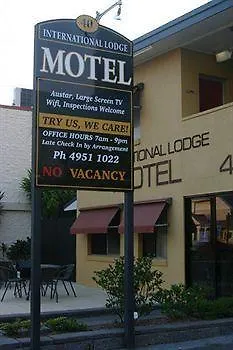 40
INTERNATIONAL LODGE
MOTEL
Austar, Large Screen TV
Wifi, Inspections Welcome
TRY US, WE CARE!
OFFICE HOURS 7am - 9pm
Late Check in by Arrangement
Ph 4951 1022
NO VACANCY
ATIONAL LODGE
OTEL 4